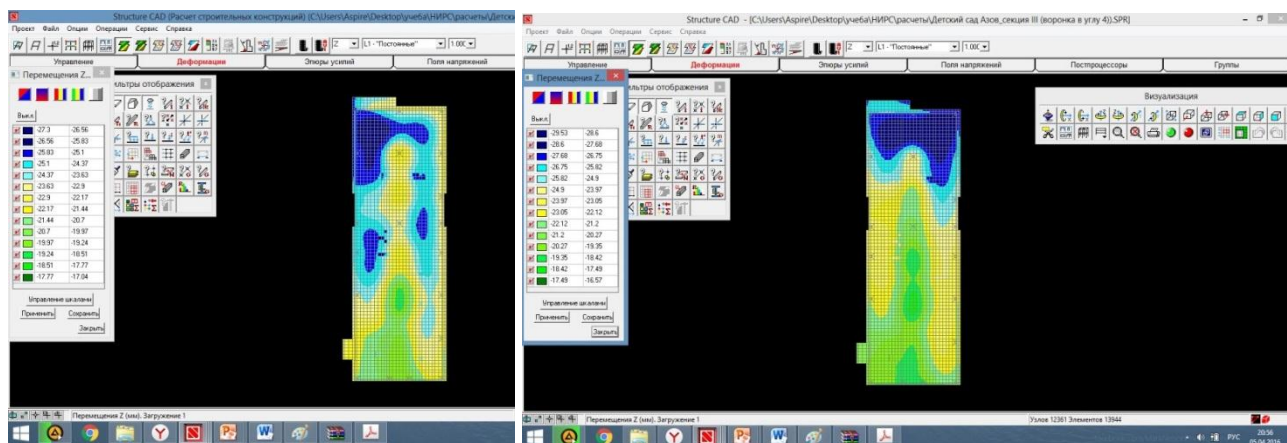 Structure CAD (Расчет строительных конструкций) (C:\Users\Aspire\Desktop\учеба\НИРС\расчеты\Детский
Проект Файл Опции Операции Сервис Справка
Z L1 - "Постоянные" 1.00
Управление Деформации Эпюры усилий Поля напряжений
Перемещения Z...
льтры отображения
Выкл
-27.3 -26.56
-26.56 -25.83
-25.83 -25.1
-25.1 -24.37
-24.37 -23.63
-23.63 -22.9
-22.9 -22.17
-22.17 -21.44
-21.44 -20.7
-20.7 -19.97
-19.97 -19.24
-19.24 -18.51
-18.51 -17.77
-17.77 -17.04
Управление шкалами
Применить Сохранить
Закрыть
Перемещения Z (мм). Загружение 1
Structure CAD - [C:\Users\Aspire\Desktop\учеба\НИРС\расчеты\Детский сад Азов_секция III (воронка в углу 4)).SPR]
Проект Файл Опции Операции Сервис Справка
Z L1 - "Постоянные" 1.00
Управление Деформации Эпюры усилий Поля напряжений Постпроцессоры Группы
Перемещения Z...
льтры отображения
Визуализация
Выкл
-29.53 -28.6
-28.6 -27.68
-27.68 -26.75
-26.75 -25.82
-25.82 -24.9
-24.9 -23.97
-23.97 -23.05
-23.05 -22.12
-22.12 -21.2
-21.2 -20.27
-20.27 -19.35
-19.35 -18.42
-18.42 -17.49
-17.49 -16.57
Управление шкалами
Применить Сохранить
Закрыть
Перемещения Z (мм). Загружение 1
Узлов 12361 Элементов 13944
РУС
20:56